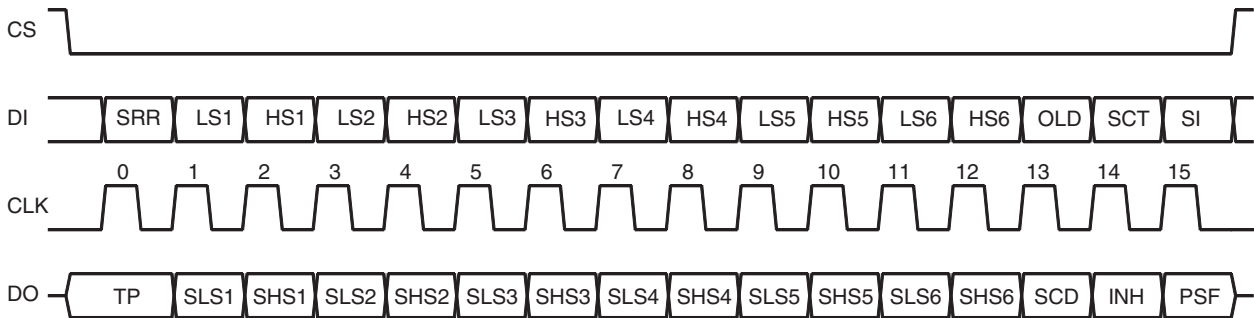 CS
DI SRR LS1 HS1 LS2 HS2 LS3 HS3 LS4 HS4 LS5 HS5 LS6 HS6 OLD SCT SI
0 1 2 3 4 5 6 7 8 9 10 11 12 13 14 15
CLK
DO TP SLS1 SHS1 SLS2 SHS2 SLS3 SHS3 SLS4 SHS4 SLS5 SHS5 SLS6 SHS6 SCD INH PSF